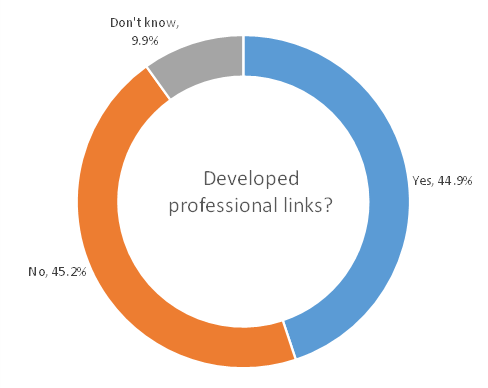 Don't know,
9.9%
Developed
professional links?
Yes, 44.9%
No, 45.2%